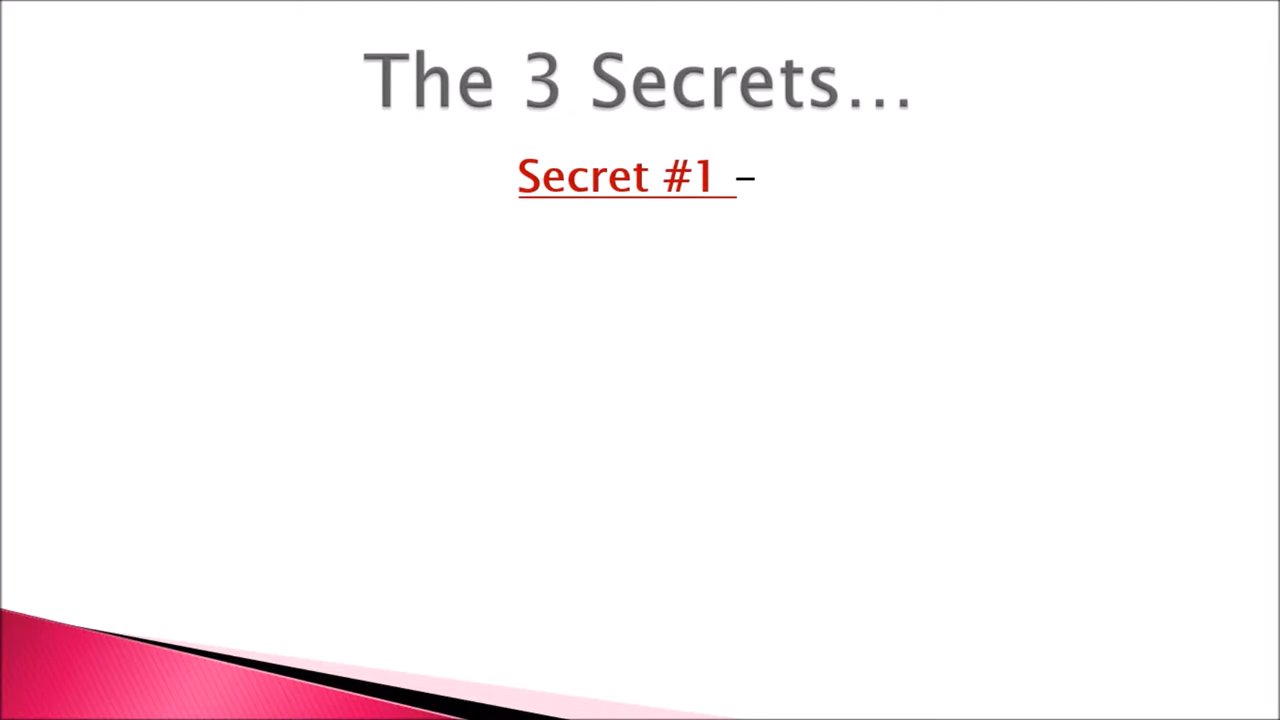 The 3 Secrets...
Secret #1 –